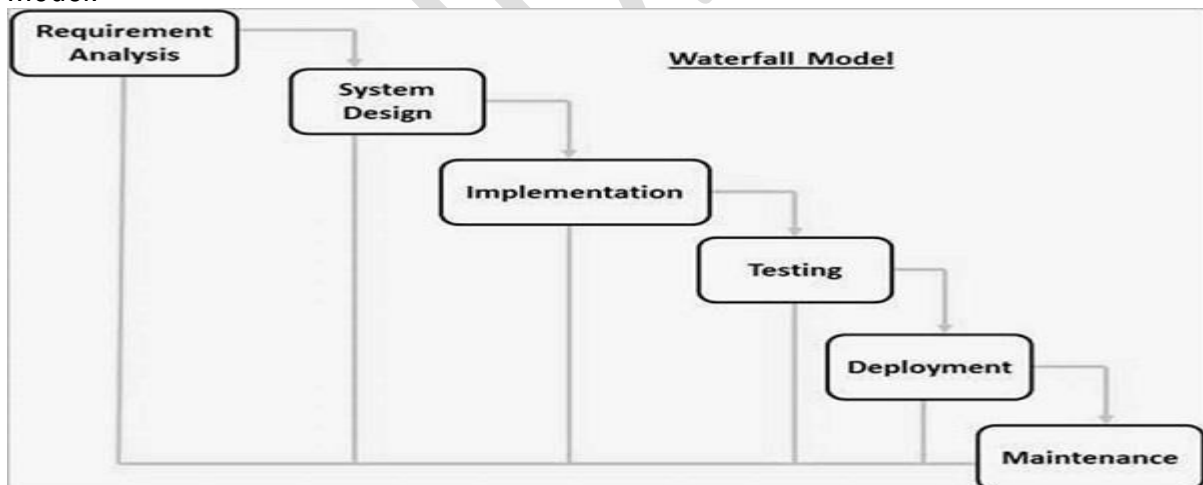 Requirement
Analysis
Waterfall Model
System
Design
Implementation
Testing
Deployment
Maintenance